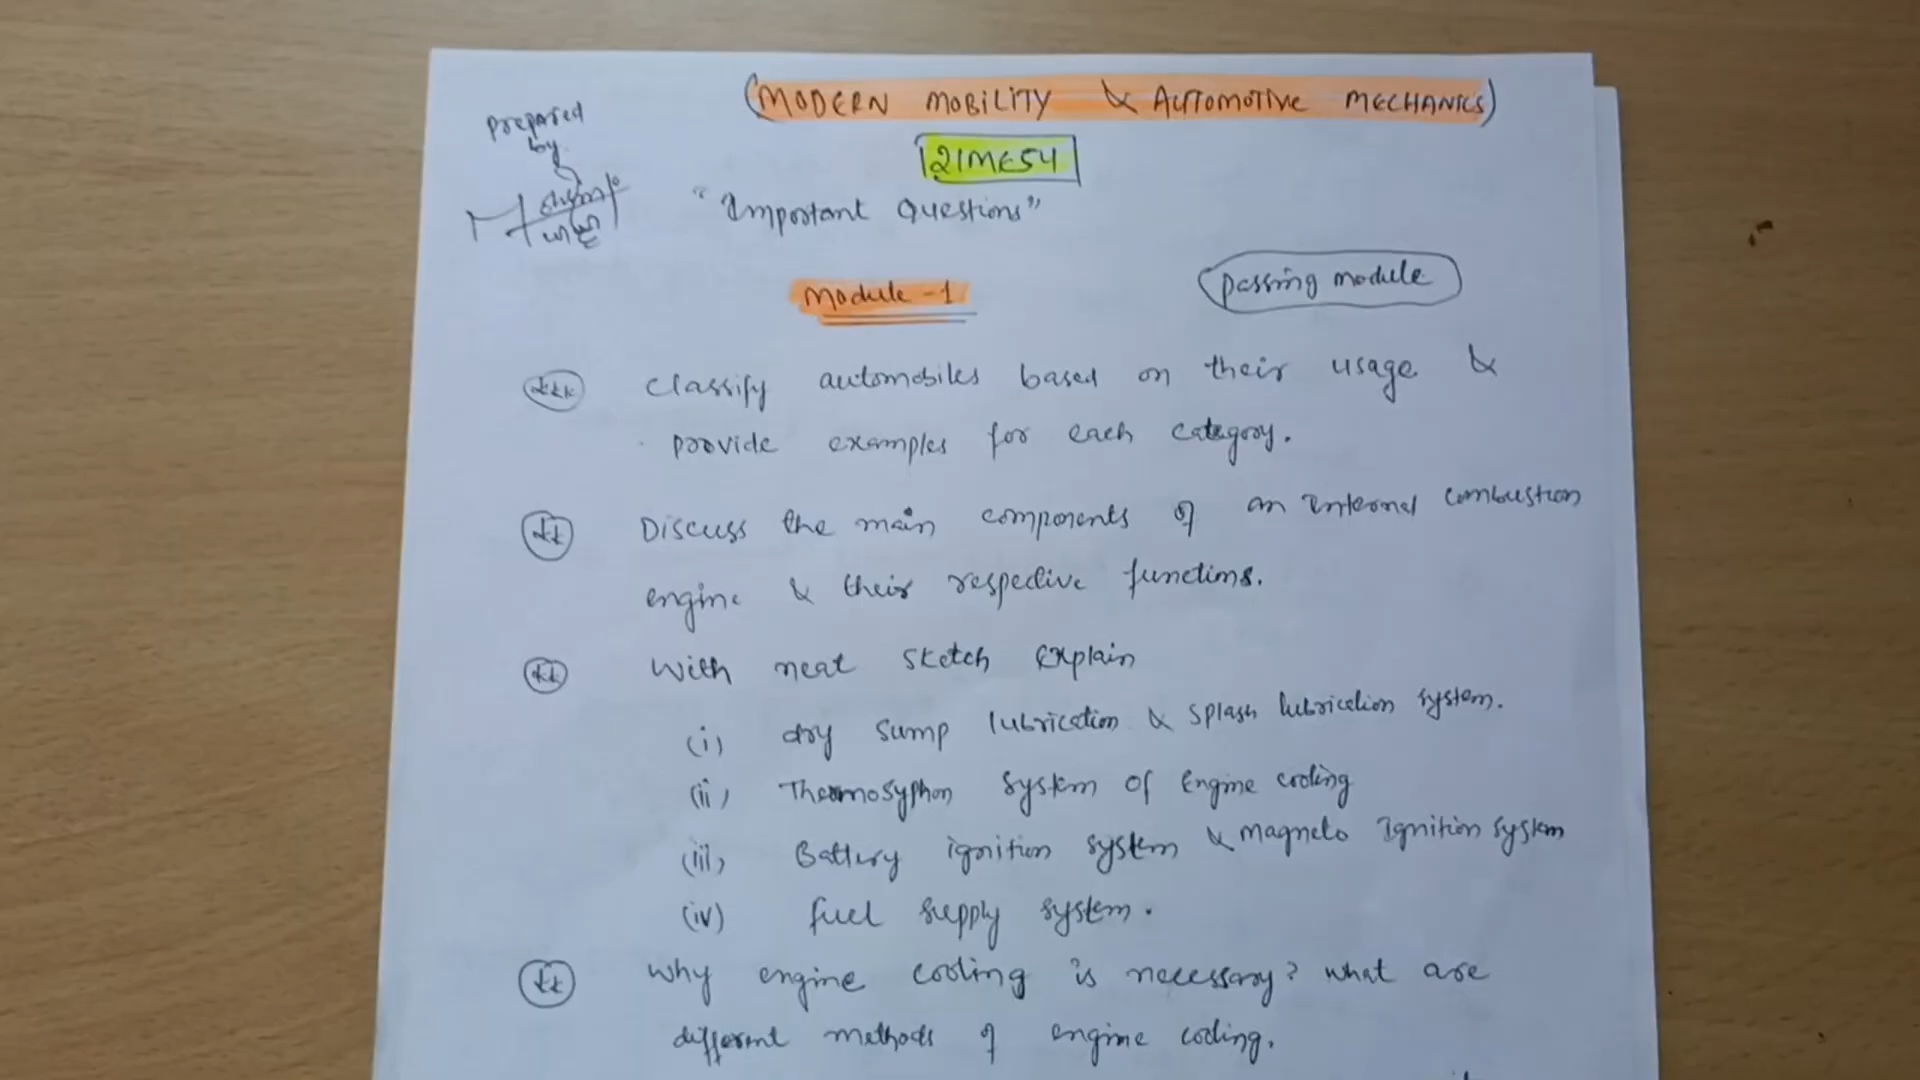 (MODERN MOBILITY & AUTOMOTIVE MECHANICS)
21ME54
prepared
by
"Important Questions"
Module - 1
passing module
Classify automobiles based on their usage &
provide examples for each category.
Discuss the main components of an Internal combustion
engine & their respective functions.
With neat sketch explain
(i) dry sump lubrication & splash lubrication system.
(ii) Thermosyphon system of Engine cooling
(iii) Battery ignition system & magneto Ignition system
(iv) fuel supply system.
Why engine cooling is necessary? what are
different methods of engine cooling.